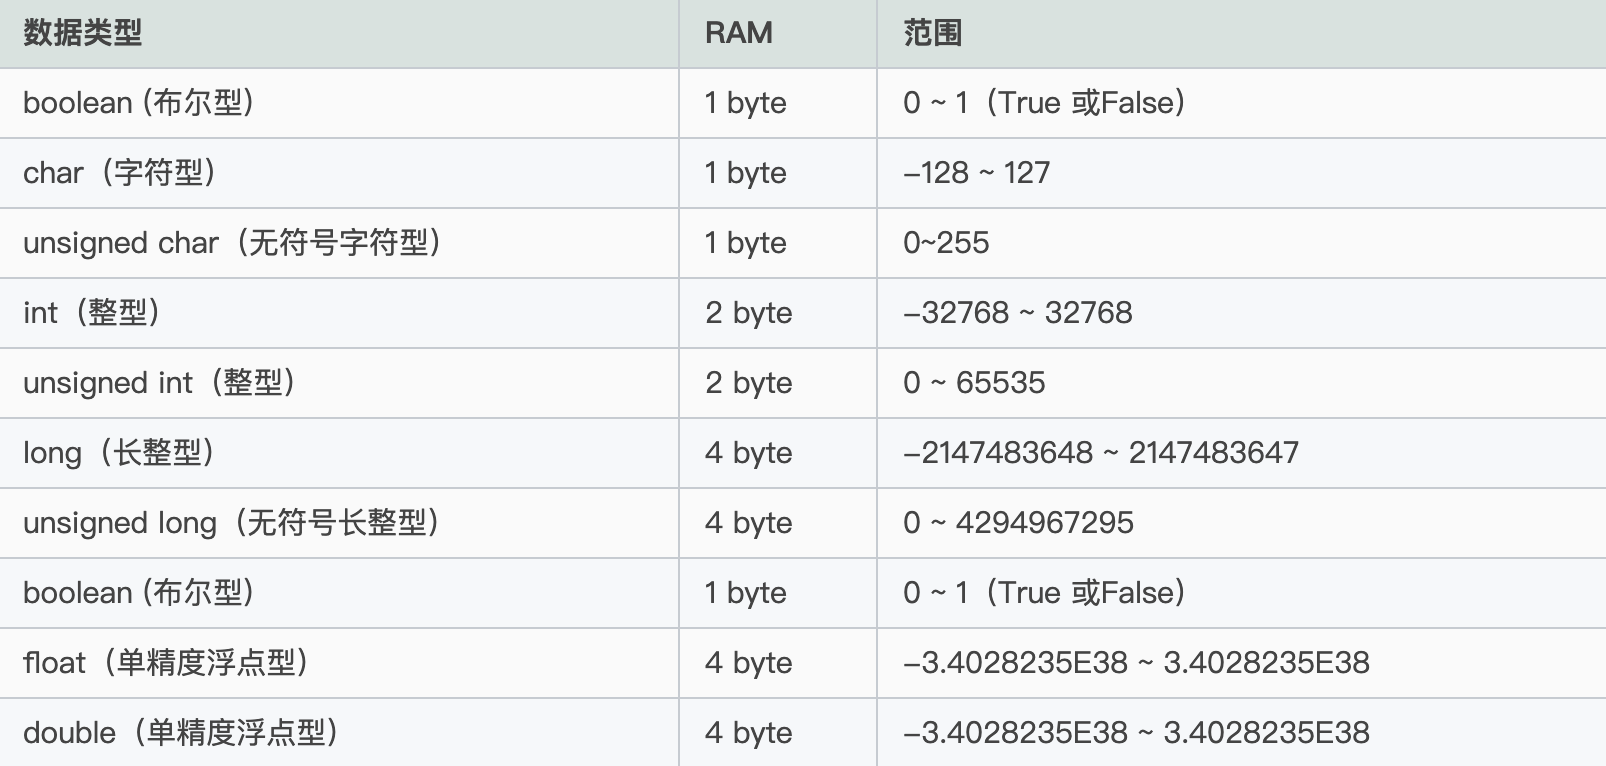 数据类型 RAM 范围
boolean (布尔型) 1 byte 0 ~ 1（True 或False）
char（字符型） 1 byte -128 ~ 127
unsigned char（无符号字符型） 1 byte 0~255
int（整型） 2 byte -32768 ~ 32768
unsigned int（整型） 2 byte 0 ~ 65535
long（长整型） 4 byte -2147483648 ~ 2147483647
unsigned long（无符号长整型） 4 byte 0 ~ 4294967295
boolean (布尔型) 1 byte 0 ~ 1（True 或False）
float（单精度浮点型） 4 byte -3.4028235E38 ~ 3.4028235E38
double（单精度浮点型） 4 byte -3.4028235E38 ~ 3.4028235E38